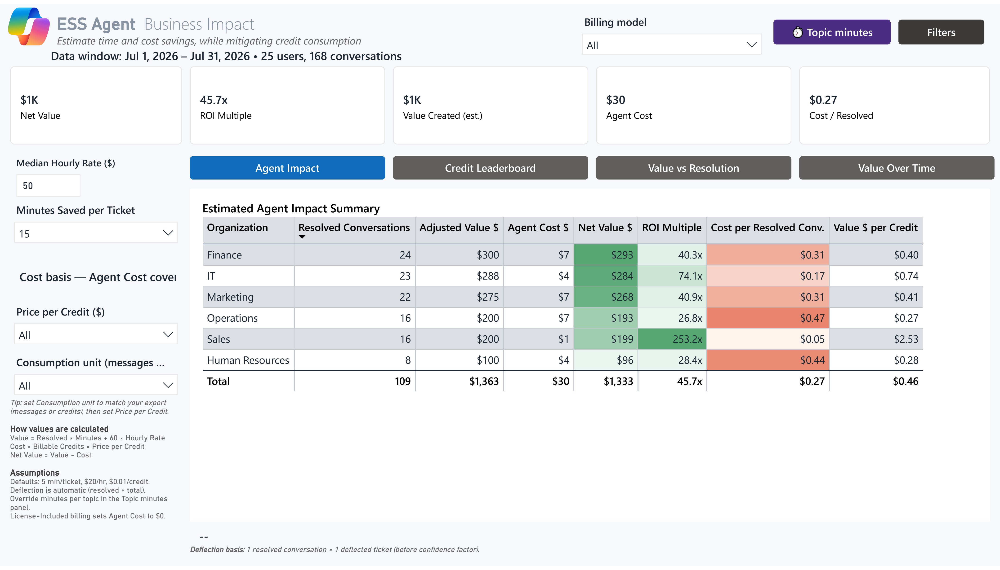 ESS Agent Business Impact
Estimate time and cost savings, while mitigating credit consumption
Data window: Jul 1, 2026 – Jul 31, 2026 • 25 users, 168 conversations
Billing model
All
Topic minutes
Filters
$1K
Net Value
45.7x
ROI Multiple
$1K
Value Created (est.)
$30
Agent Cost
$0.27
Cost / Resolved
Median Hourly Rate ($)
50
Minutes Saved per Ticket
15
Cost basis — Agent Cost cover
Price per Credit ($)
All
Consumption unit (messages ...
All
Tip: set Consumption unit to match your export
(messages or credits), then set Price per Credit.
How values are calculated
Value = Resolved × Minutes ÷ 60 × Hourly Rate
Cost = Billable Credits × Price per Credit
Net Value = Value - Cost
Assumptions
Defaults: 5 min/ticket, $20/hr, $0.01/credit.
Deflection is automatic (resolved ÷ total).
Override minutes per topic in the Topic minutes
panel.
License-Included billing sets Agent Cost to $0.
Agent Impact
Credit Leaderboard
Value vs Resolution
Value Over Time
Estimated Agent Impact Summary
Organization Resolved Conversations Adjusted Value $ Agent Cost $ Net Value $ ROI Multiple Cost per Resolved Conv. Value $ per Credit
Finance 24 $300 $7 $293 40.3x $0.31 $0.40
IT 23 $288 $4 $284 74.1x $0.17 $0.74
Marketing 22 $275 $7 $268 40.9x $0.31 $0.41
Operations 16 $200 $7 $193 26.8x $0.47 $0.27
Sales 16 $200 $1 $199 253.2x $0.05 $2.53
Human Resources 8 $100 $4 $96 28.4x $0.44 $0.28
Total 109 $1,363 $30 $1,333 45.7x $0.27 $0.46
--
Deflection basis: 1 resolved conversation = 1 deflected ticket (before confidence factor).